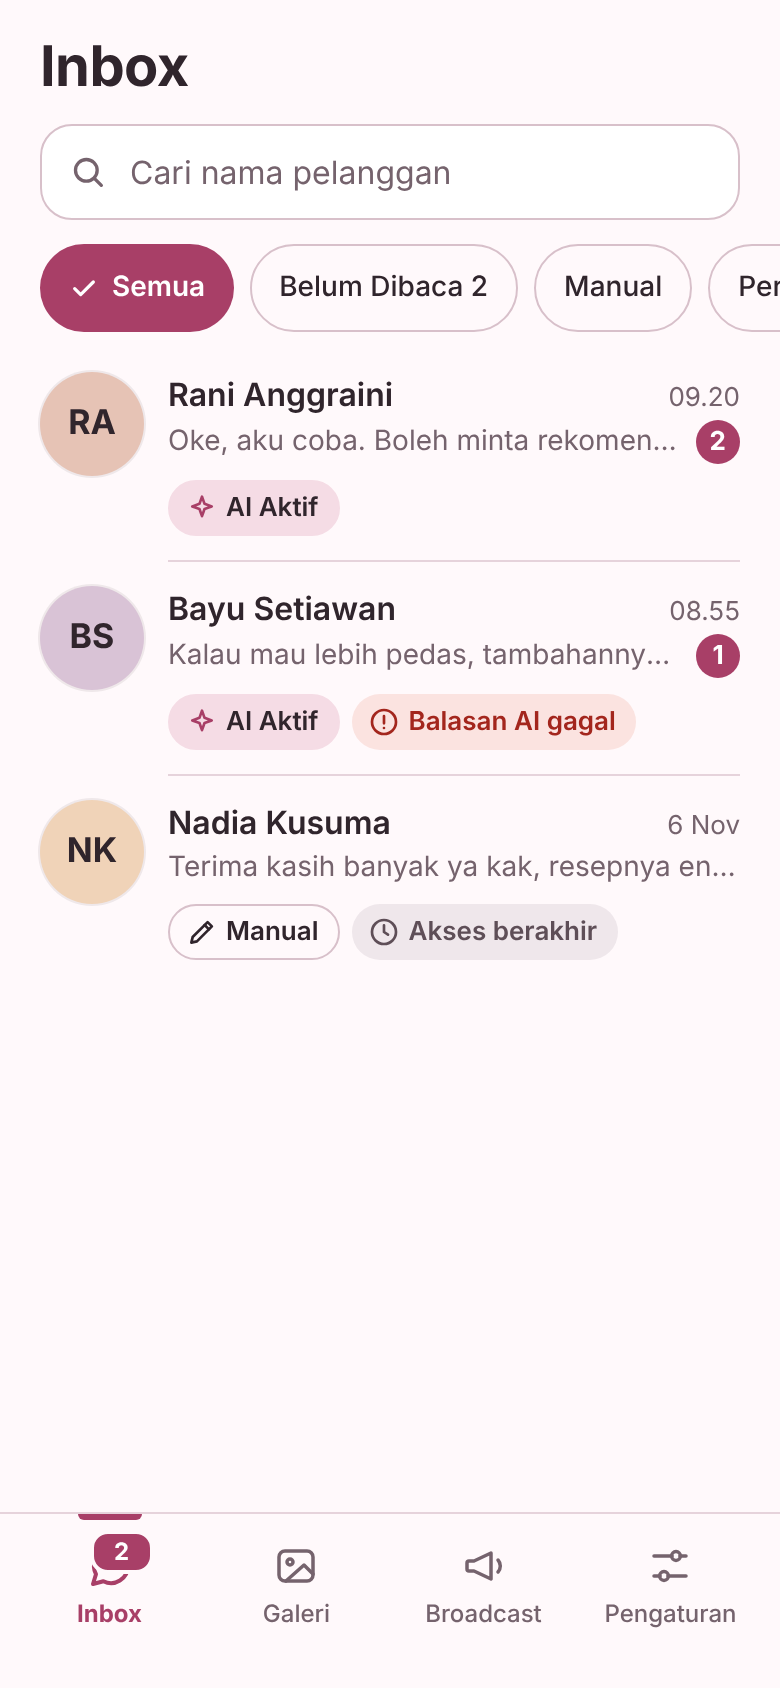 Inbox
Cari nama pelanggan
Semua
Belum Dibaca 2
Manual
Per
RA
Rani Anggraini
09.20
Oke, aku coba. Boleh minta rekomen...
2
AI Aktif
BS
Bayu Setiawan
08.55
Kalau mau lebih pedas, tambahanny...
1
AI Aktif
Balasan AI gagal
NK
Nadia Kusuma
6 Nov
Terima kasih banyak ya kak, resepnya en...
Manual
Akses berakhir
2
Inbox
Galeri
Broadcast
Pengaturan